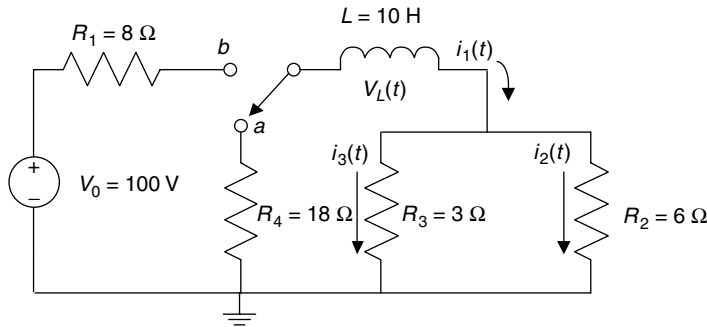 L = 10 H
R1 = 8 Ω
b
i1(t)
VL(t)
a
+
−
V0 = 100 V
i3(t)
i2(t)
R4 = 18 Ω
R3 = 3 Ω
R2 = 6 Ω